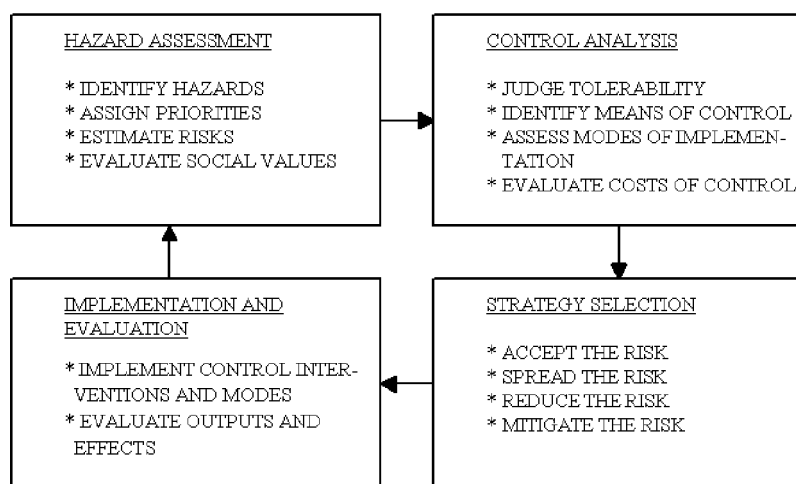 HAZARD ASSESSMENT
* IDENTIFY HAZARDS
* ASSIGN PRIORITIES
* ESTIMATE RISKS
* EVALUATE SOCIAL VALUES
CONTROL ANALYSIS
* JUDGE TOLERABILITY
* IDENTIFY MEANS OF CONTROL
* ASSESS MODES OF IMPLEMEN-
TATION
* EVALUATE COSTS OF CONTROL
IMPLEMENTATION AND
EVALUATION
* IMPLEMENT CONTROL INTER-
VENTIONS AND MODES
* EVALUATE OUTPUTS AND
EFFECTS
STRATEGY SELECTION
* ACCEPT THE RISK
* SPREAD THE RISK
* REDUCE THE RISK
* MITIGATE THE RISK